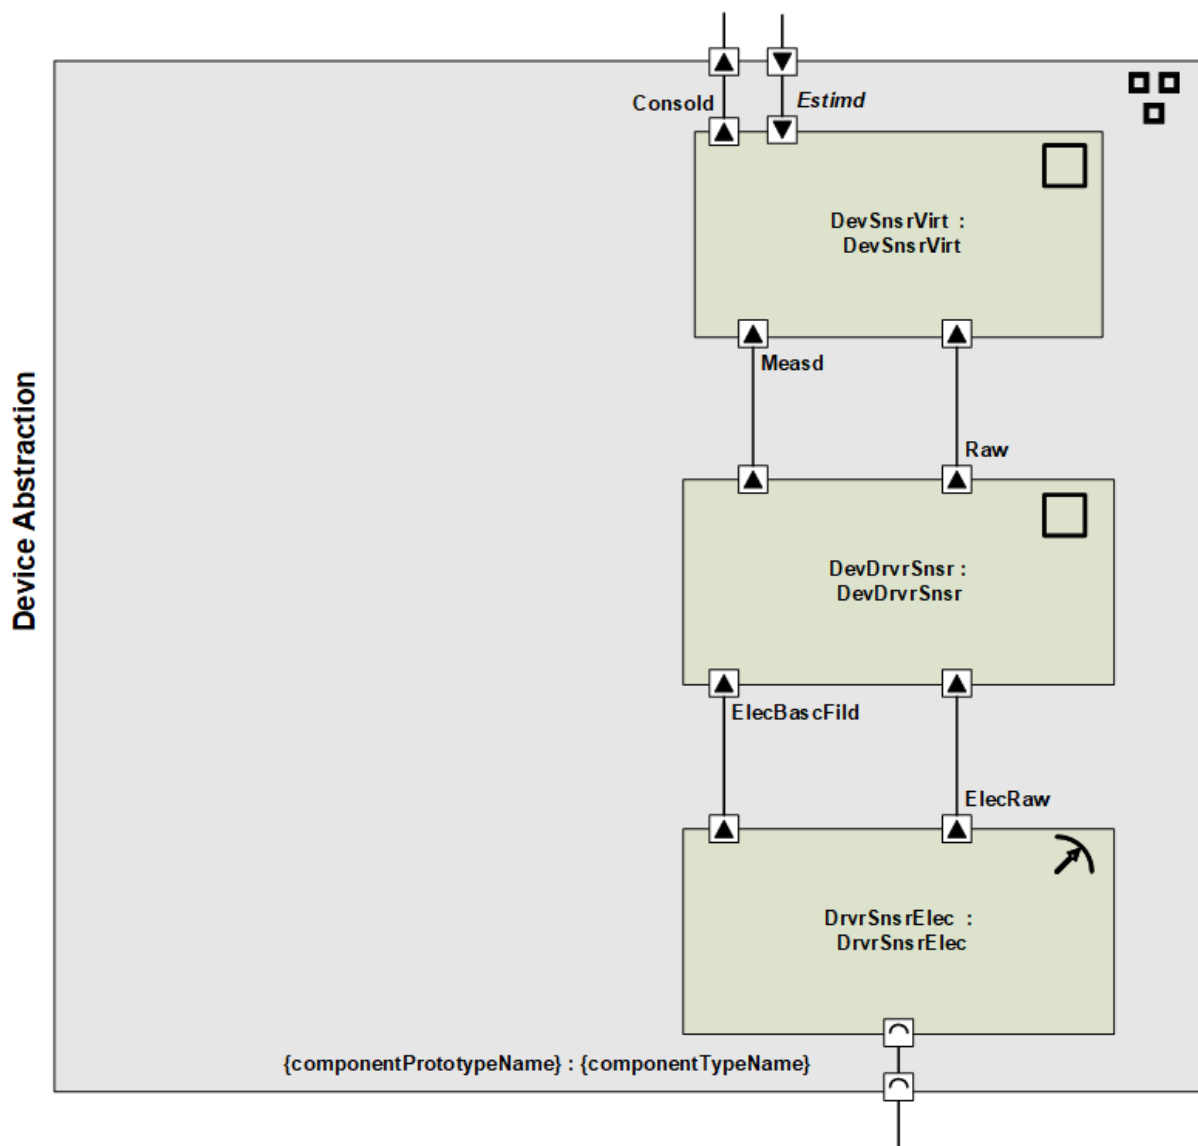 Consold
Estimd
DevSnsrVirt :
DevSnsrVirt
Measd
Raw
Device Abstraction
DevDrvrSnsr :
DevDrvrSnsr
ElecBascFild
ElecRaw
DrvrSnsrElec :
DrvrSnsrElec
{componentPrototypeName} : {componentTypeName}